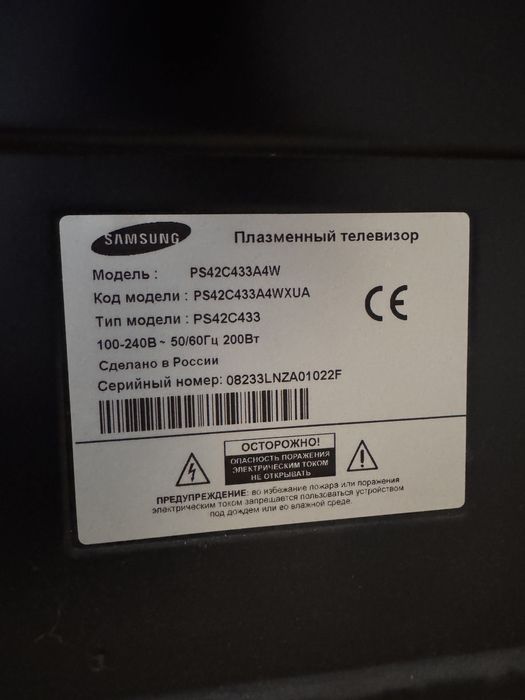 SAMSUNG
Плазменный телевизор
Модель : PS42C433A4W
Код модели : PS42C433A4WXUA
Тип модели : PS42C433
100-240В ~ 50/60Гц 200Вт
Сделано в России
Серийный номер: 08233LNZA01022F
CE
ОСТОРОЖНО!
ОПАСНОСТЬ ПОРАЖЕНИЯ
ЭЛЕКТРИЧЕСКИМ ТОКОМ
НЕ ОТКРЫВАТЬ
ПРЕДУПРЕЖДЕНИЕ: во избежание пожара или поражения
электрическим током запрещается пользоваться устройством
под дождем или во влажной среде.